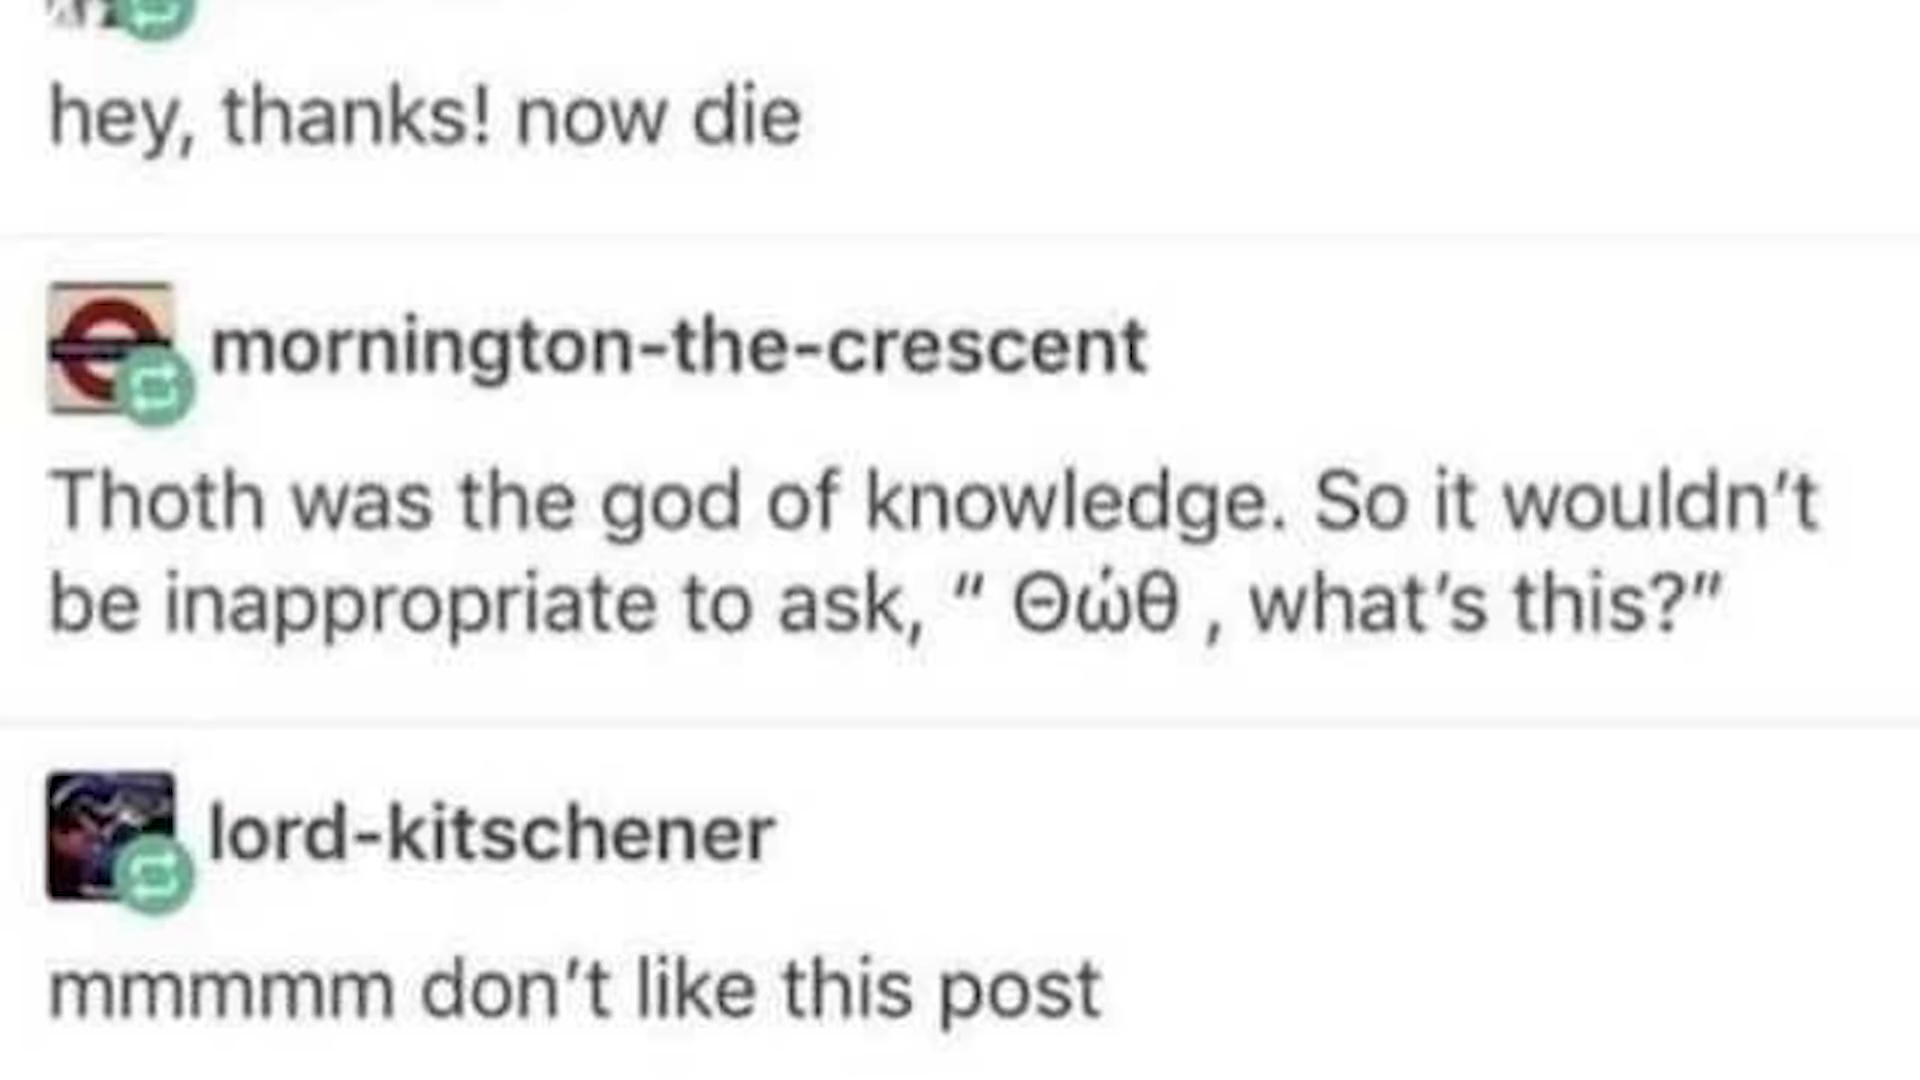 hey, thanks! now die
mornington-the-crescent
Thoth was the god of knowledge. So it wouldn't
be inappropriate to ask, " Θώθ , what's this?"
lord-kitschener
mmmmm don't like this post